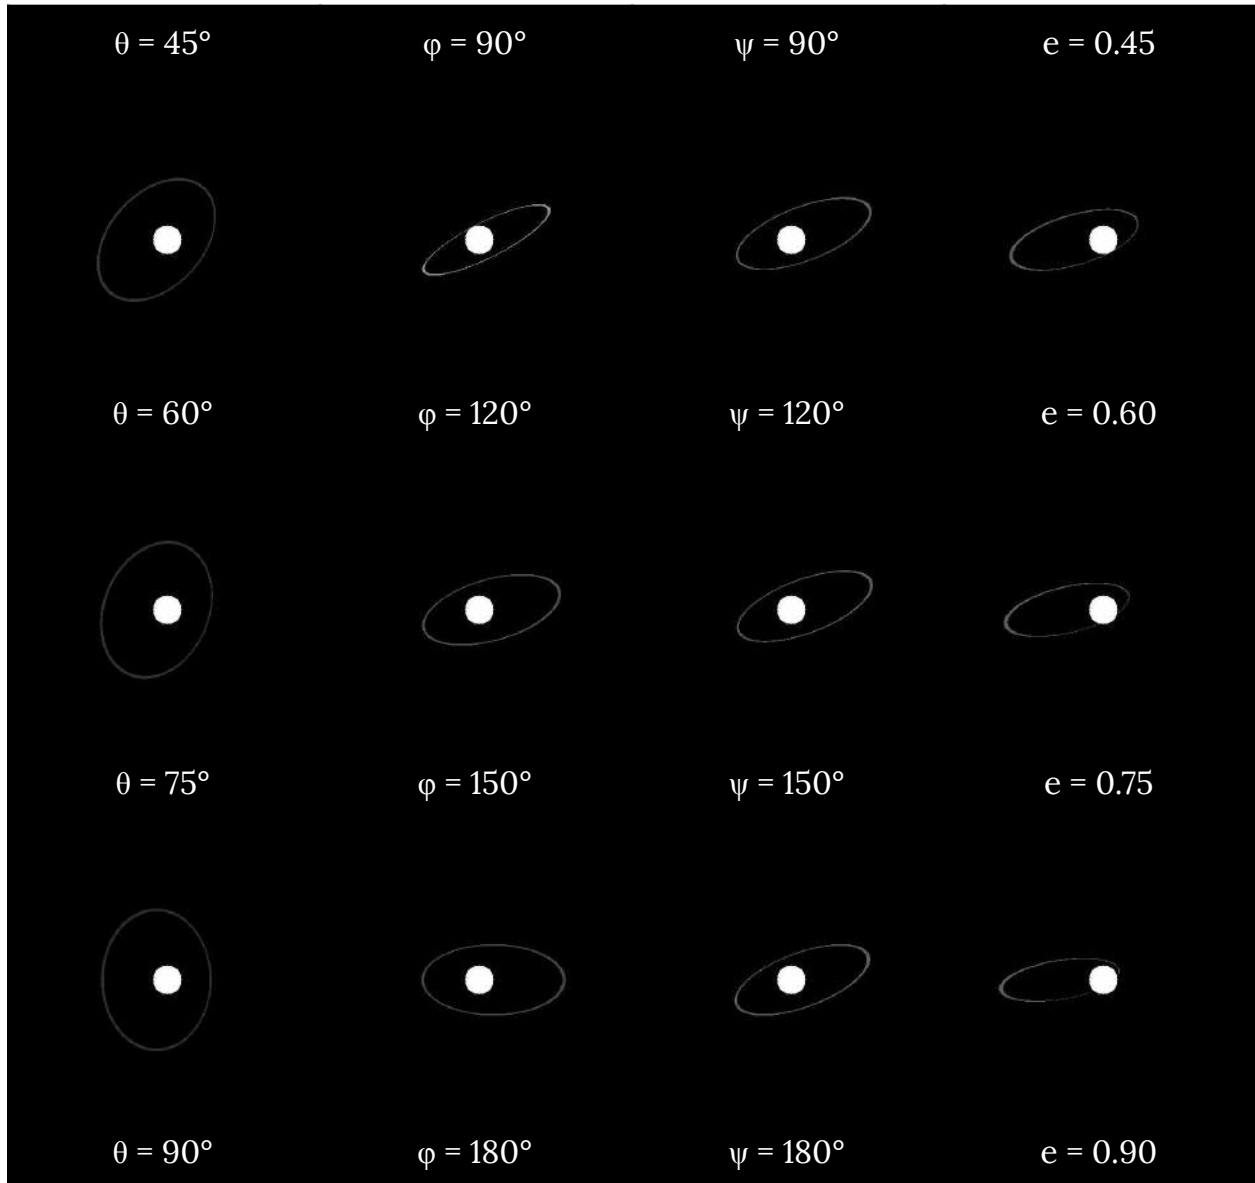 θ = 45° φ = 90° ψ = 90° e = 0.45
θ = 60° φ = 120° ψ = 120° e = 0.60
θ = 75° φ = 150° ψ = 150° e = 0.75
θ = 90° φ = 180° ψ = 180° e = 0.90